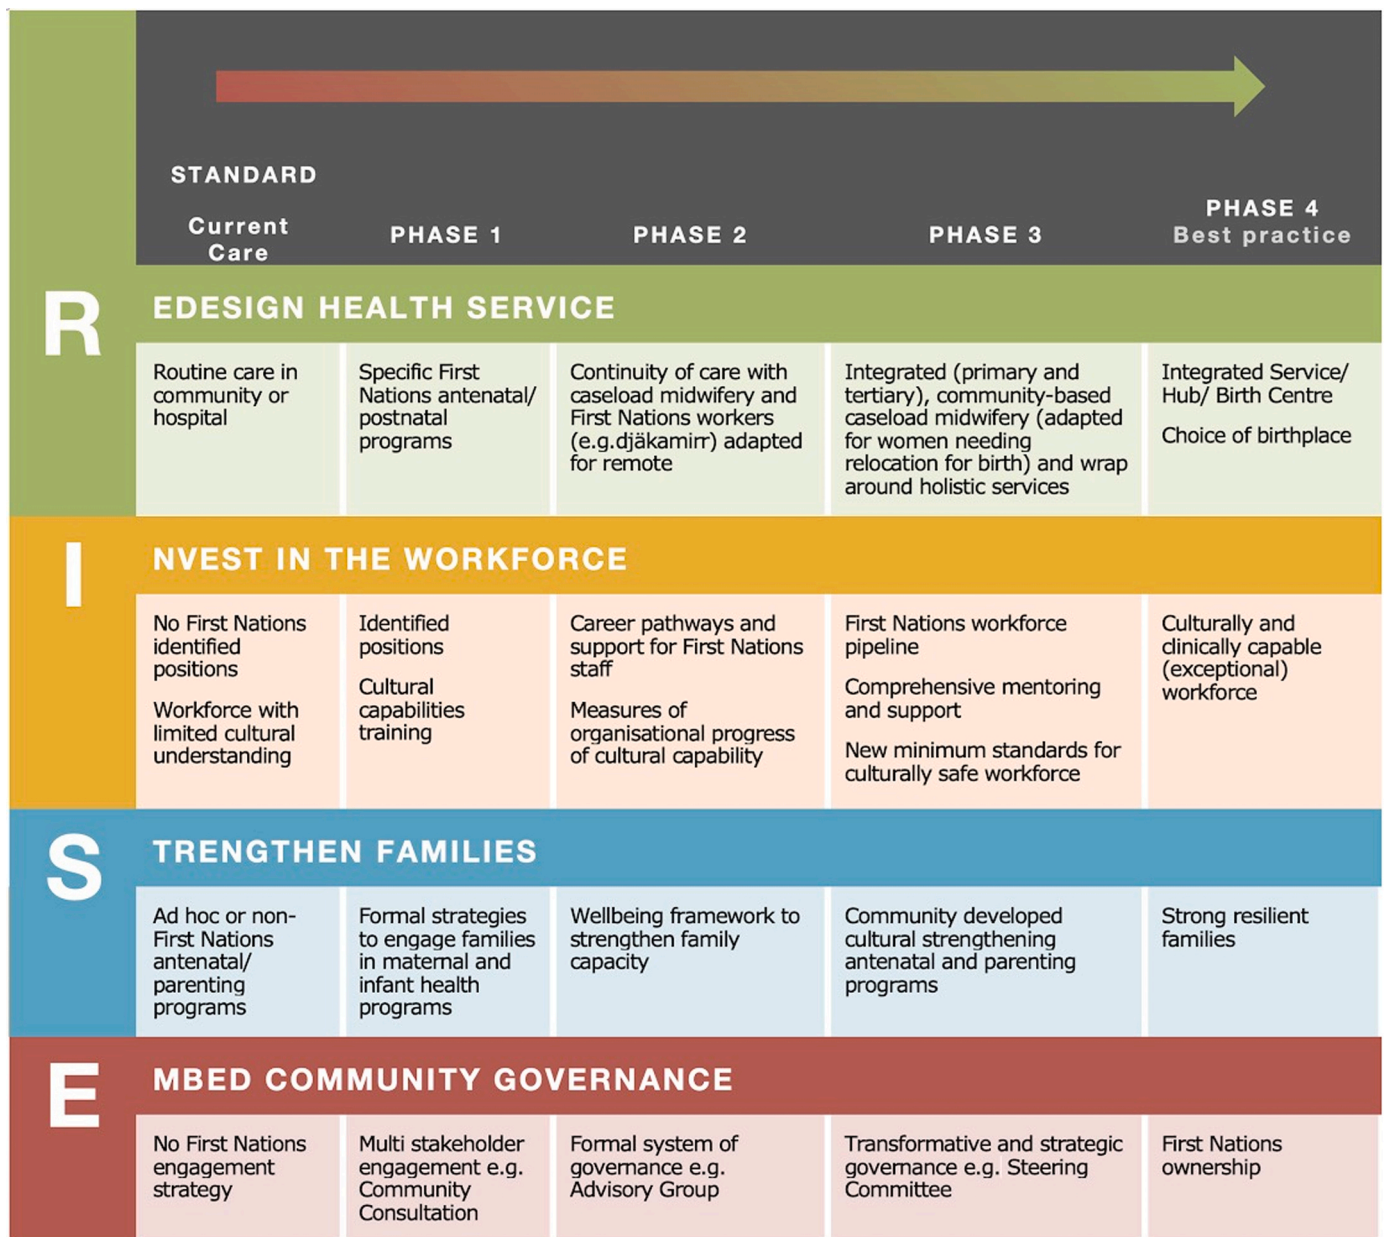 STANDARD
Current
Care
PHASE 1
PHASE 2
PHASE 3
PHASE 4
Best practice
R
EDESIGN HEALTH SERVICE
Routine care in
community or
hospital
Specific First
Nations antenatal/
postnatal
programs
Continuity of care with
caseload midwifery and
First Nations workers
(e.g.djäkamirr) adapted
for remote
Integrated (primary and
tertiary), community-based
caseload midwifery (adapted
for women needing
relocation for birth) and wrap
around holistic services
Integrated Service/
Hub/ Birth Centre
Choice of birthplace
I
NVEST IN THE WORKFORCE
No First Nations
identified
positions
Workforce with
limited cultural
understanding
Identified
positions
Cultural
capabilities
training
Career pathways and
support for First Nations
staff
Measures of
organisational progress
of cultural capability
First Nations workforce
pipeline
Comprehensive mentoring
and support
New minimum standards for
culturally safe workforce
Culturally and
clinically capable
(exceptional)
workforce
S
TRENGTHEN FAMILIES
Ad hoc or non-
First Nations
antenatal/
parenting
programs
Formal strategies
to engage families
in maternal and
infant health
programs
Wellbeing framework to
strengthen family
capacity
Community developed
cultural strengthening
antenatal and parenting
programs
Strong resilient
families
E
MBED COMMUNITY GOVERNANCE
No First Nations
engagement
strategy
Multi stakeholder
engagement e.g.
Community
Consultation
Formal system of
governance e.g.
Advisory Group
Transformative and strategic
governance e.g. Steering
Committee
First Nations
ownership